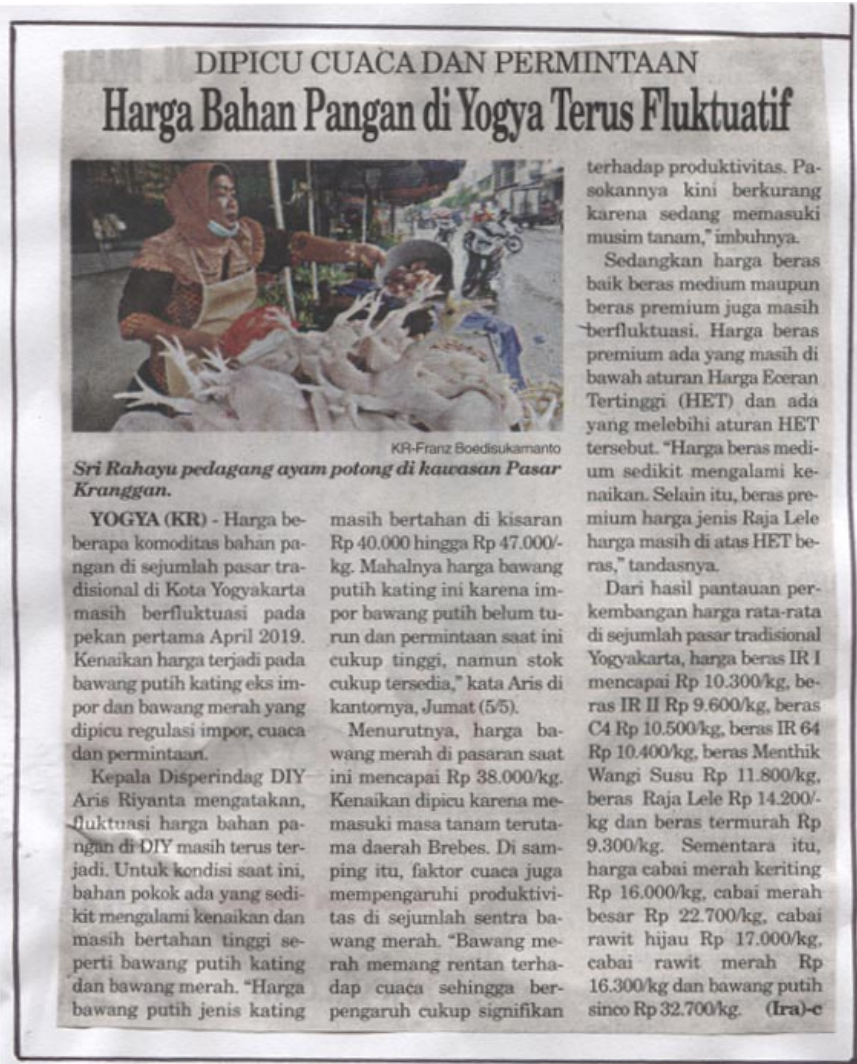 DIPICU CUACA DAN PERMINTAAN
Harga Bahan Pangan di Yogya Terus Fluktuatif
KR-Franz Boedisukamanto
Sri Rahayu pedagang ayam potong di kawasan Pasar
Kranggan.
YOGYA (KR) - Harga be-
berapa komoditas bahan pa-
ngan di sejumlah pasar tra-
disional di Kota Yogyakarta
masih berfluktuasi pada
pekan pertama April 2019.
Kenaikan harga terjadi pada
bawang putih kating eks im-
por dan bawang merah yang
dipicu regulasi impor, cuaca
dan permintaan.
Kepala Disperindag DIY
Aris Riyanta mengatakan,
fluktuasi harga bahan pa-
ngan di DIY masih terus ter-
jadi. Untuk kondisi saat ini,
bahan pokok ada yang sedi-
kit mengalami kenaikan dan
masih bertahan tinggi se-
perti bawang putih kating
dan bawang merah. "Harga
bawang putih jenis kating
masih bertahan di kisaran
Rp 40.000 hingga Rp 47.000/-
kg. Mahalnya harga bawang
putih kating ini karena im-
por bawang putih belum tu-
run dan permintaan saat ini
cukup tinggi, namun stok
cukup tersedia," kata Aris di
kantornya, Jumat (5/5).
Menurutnya, harga ba-
wang merah di pasaran saat
ini mencapai Rp 38.000/kg.
Kenaikan dipicu karena me-
masuki masa tanam teruta-
ma daerah Brebes. Di sam-
ping itu, faktor cuaca juga
mempengaruhi produktivi-
tas di sejumlah sentra ba-
wang merah. "Bawang me-
rah memang rentan terha-
dap cuaca sehingga ber-
pengaruh cukup signifikan
terhadap produktivitas. Pa-
sokannya kini berkurang
karena sedang memasuki
musim tanam," imbuhnya.
Sedangkan harga beras
baik beras medium maupun
beras premium juga masih
berfluktuasi. Harga beras
premium ada yang masih di
bawah aturan Harga Eceran
Tertinggi (HET) dan ada
yang melebihi aturan HET
tersebut. "Harga beras medi-
um sedikit mengalami ke-
naikan. Selain itu, beras pre-
mium harga jenis Raja Lele
harga masih di atas HET be-
ras," tandasnya.
Dari hasil pantauan per-
kembangan harga rata-rata
di sejumlah pasar tradisional
Yogyakarta, harga beras IR I
mencapai Rp 10.300/kg, be-
ras IR II Rp 9.600/kg, beras
C4 Rp 10.500/kg, beras IR 64
Rp 10.400/kg, beras Menthik
Wangi Susu Rp 11.800/kg,
beras Raja Lele Rp 14.200/-
kg dan beras termurah Rp
9.300/kg. Sementara itu,
harga cabai merah keriting
Rp 16.000/kg, cabai merah
besar Rp 22.700/kg, cabai
rawit hijau Rp 17.000/kg,
cabai rawit merah Rp
16.300/kg dan bawang putih
sinco Rp 32.700/kg. (Ira)-c